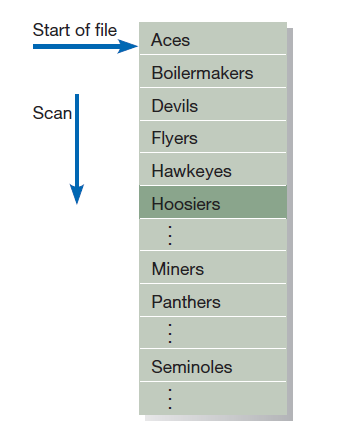 Start of file
Aces
Boilermakers
Scan
Devils
Flyers
Hawkeyes
Hoosiers
⋮
Miners
Panthers
⋮
Seminoles
⋮